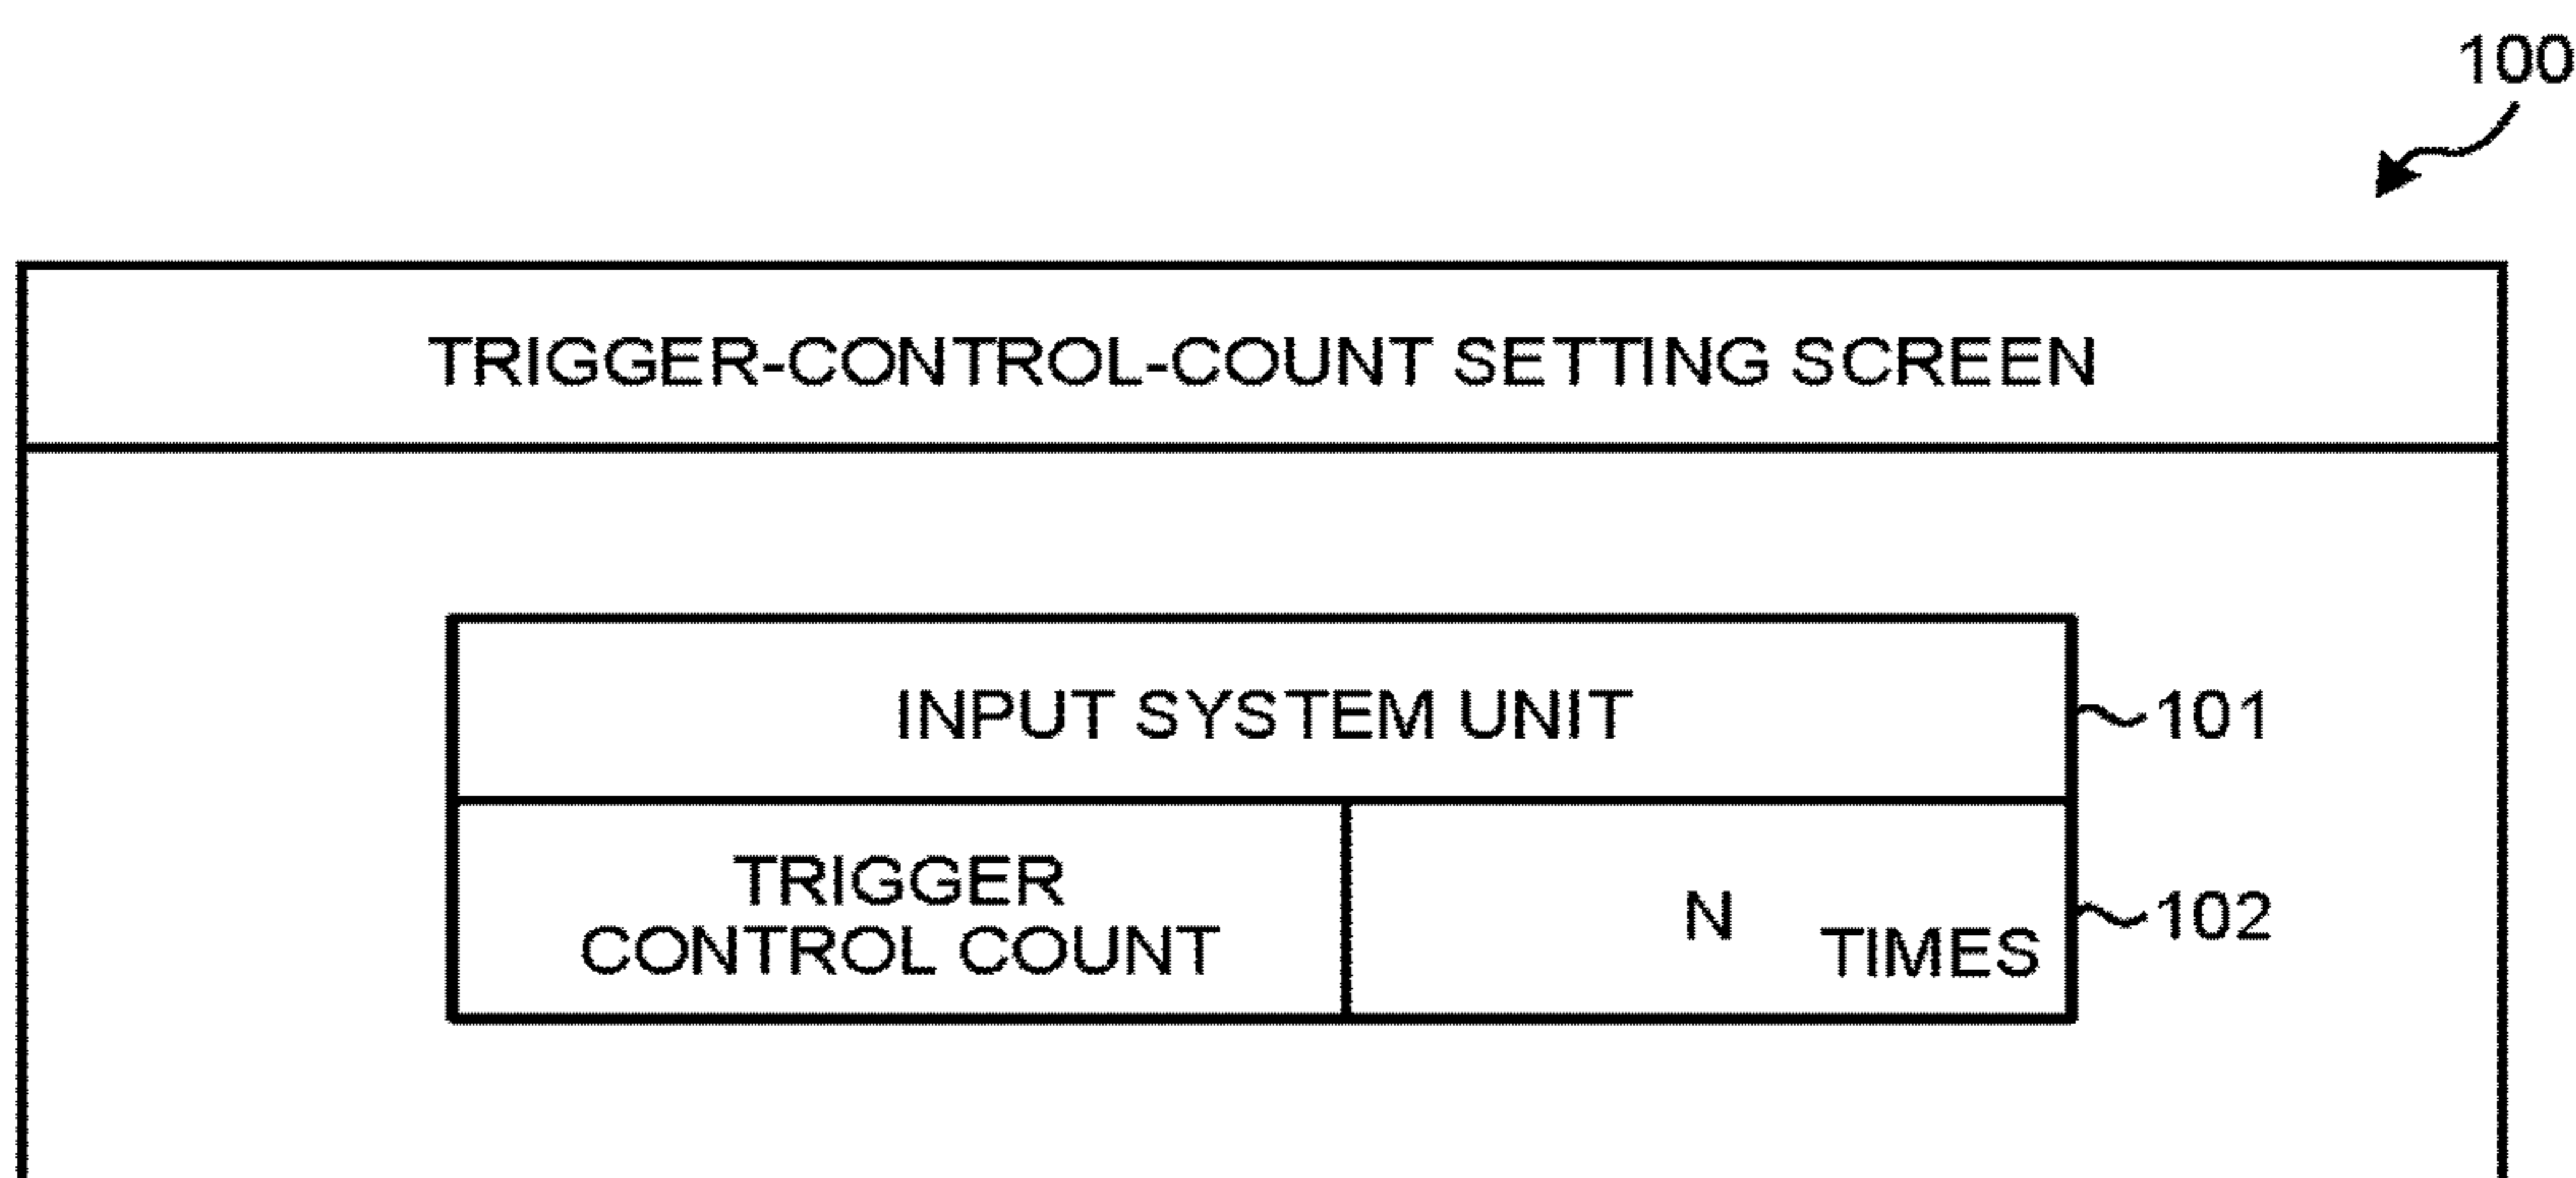 100
TRIGGER-CONTROL-COUNT SETTING SCREEN
INPUT SYSTEM UNIT
101
TRIGGER
CONTROL COUNT
N
TIMES
102